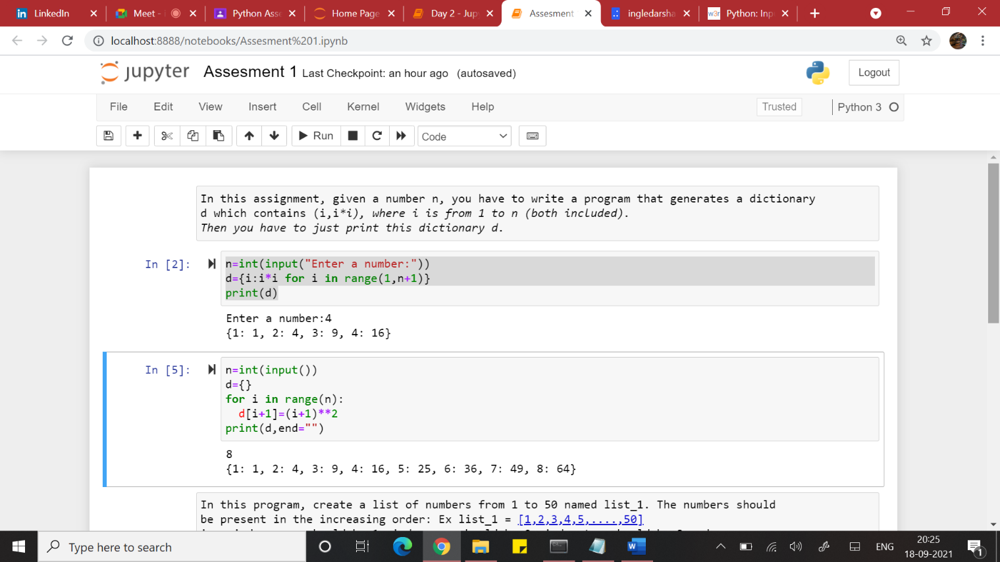 LinkedIn
Meet -
Python Ass
Home Page
Day 2 - Jup
Assesment
ingledarsha
w3r
Python: Inp
localhost:8888/notebooks/Assesment%201.ipynb
jupyter
Assesment 1 Last Checkpoint: an hour ago (autosaved)
Logout
File Edit View Insert Cell Kernel Widgets Help
Trusted
Python 3
Run
Code
In this assignment, given a number n, you have to write a program that generates a dictionary
d which contains (i,i*i), where i is from 1 to n (both included).
Then you have to just print this dictionary d.
In [2]:
n=int(input("Enter a number:"))
d={i:i*i for i in range(1,n+1)}
print(d)
Enter a number:4
{1: 1, 2: 4, 3: 9, 4: 16}
In [5]:
n=int(input())
d={}
for i in range(n):
  d[i+1]=(i+1)**2
print(d,end="")
8
{1: 1, 2: 4, 3: 9, 4: 16, 5: 25, 6: 36, 7: 49, 8: 64}
In this program, create a list of numbers from 1 to 50 named list_1. The numbers should
be present in the increasing order: Ex list_1 = [1,2,3,4,5,....,50]
Type here to search
ENG
20:25
18-09-2021
1